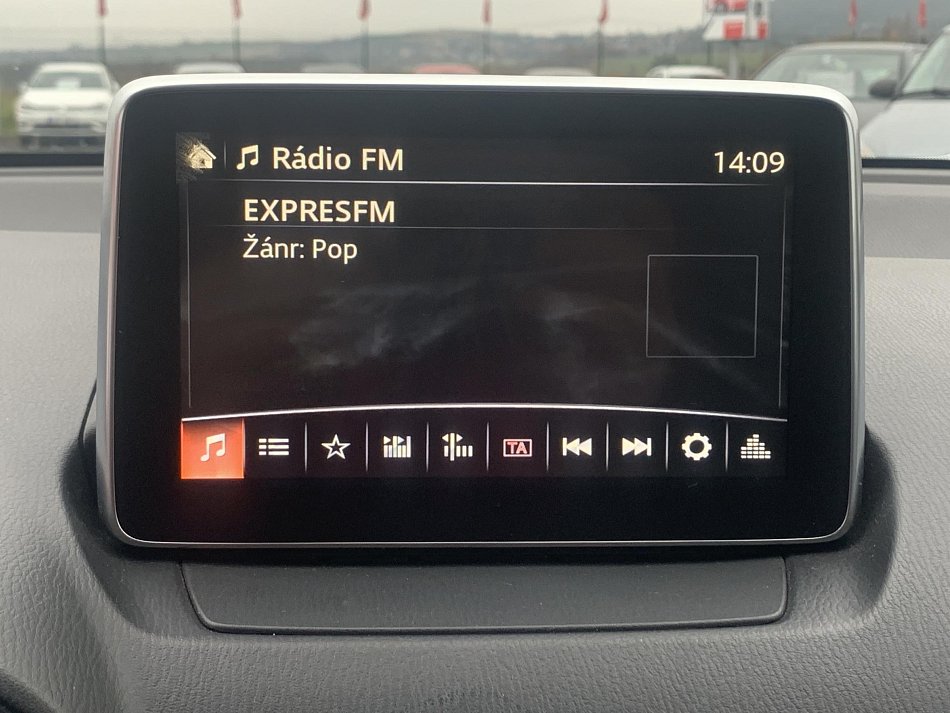 Rádio FM
14:09
EXPRESFM
Žánr: Pop
TA